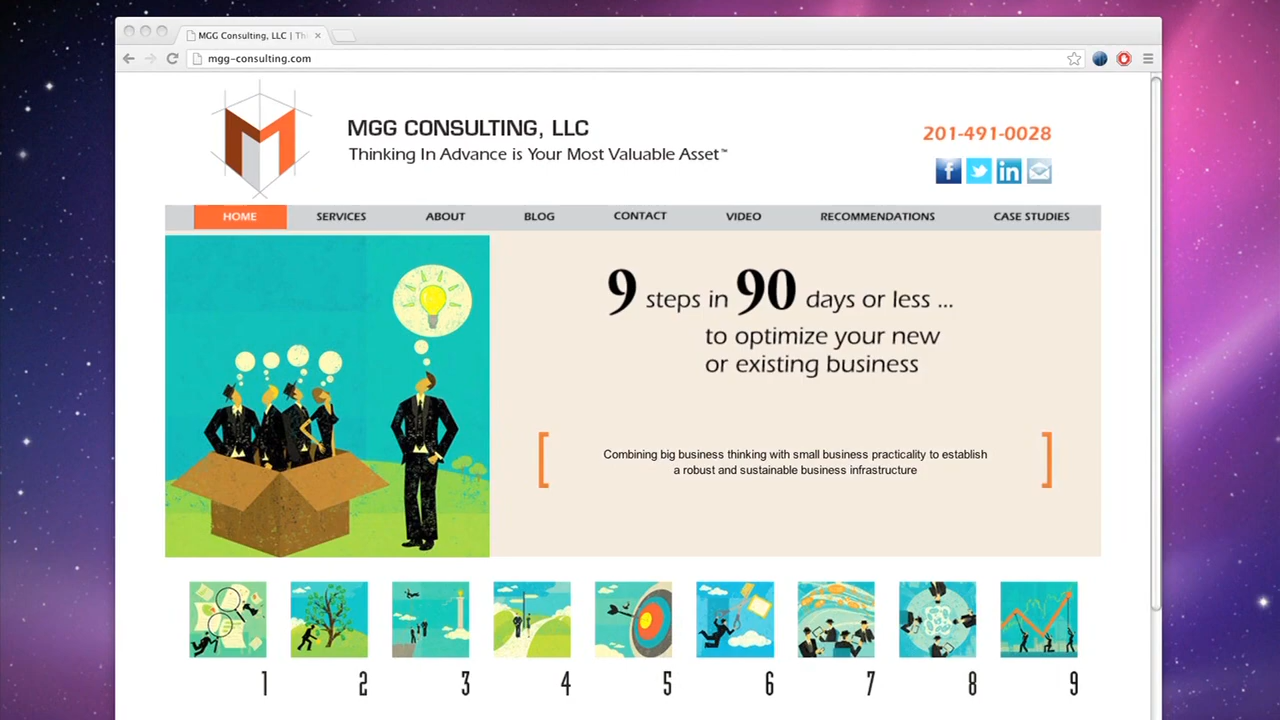 MGG Consulting, LLC | Th
mgg-consulting.com
MGG CONSULTING, LLC
Thinking In Advance is Your Most Valuable Asset™
201-491-0028
f
in
HOME SERVICES ABOUT BLOG CONTACT VIDEO RECOMMENDATIONS CASE STUDIES
9 steps in 90 days or less ...
to optimize your new
or existing business
[ Combining big business thinking with small business practicality to establish
a robust and sustainable business infrastructure ]
1 2 3 4 5 6 7 8 9